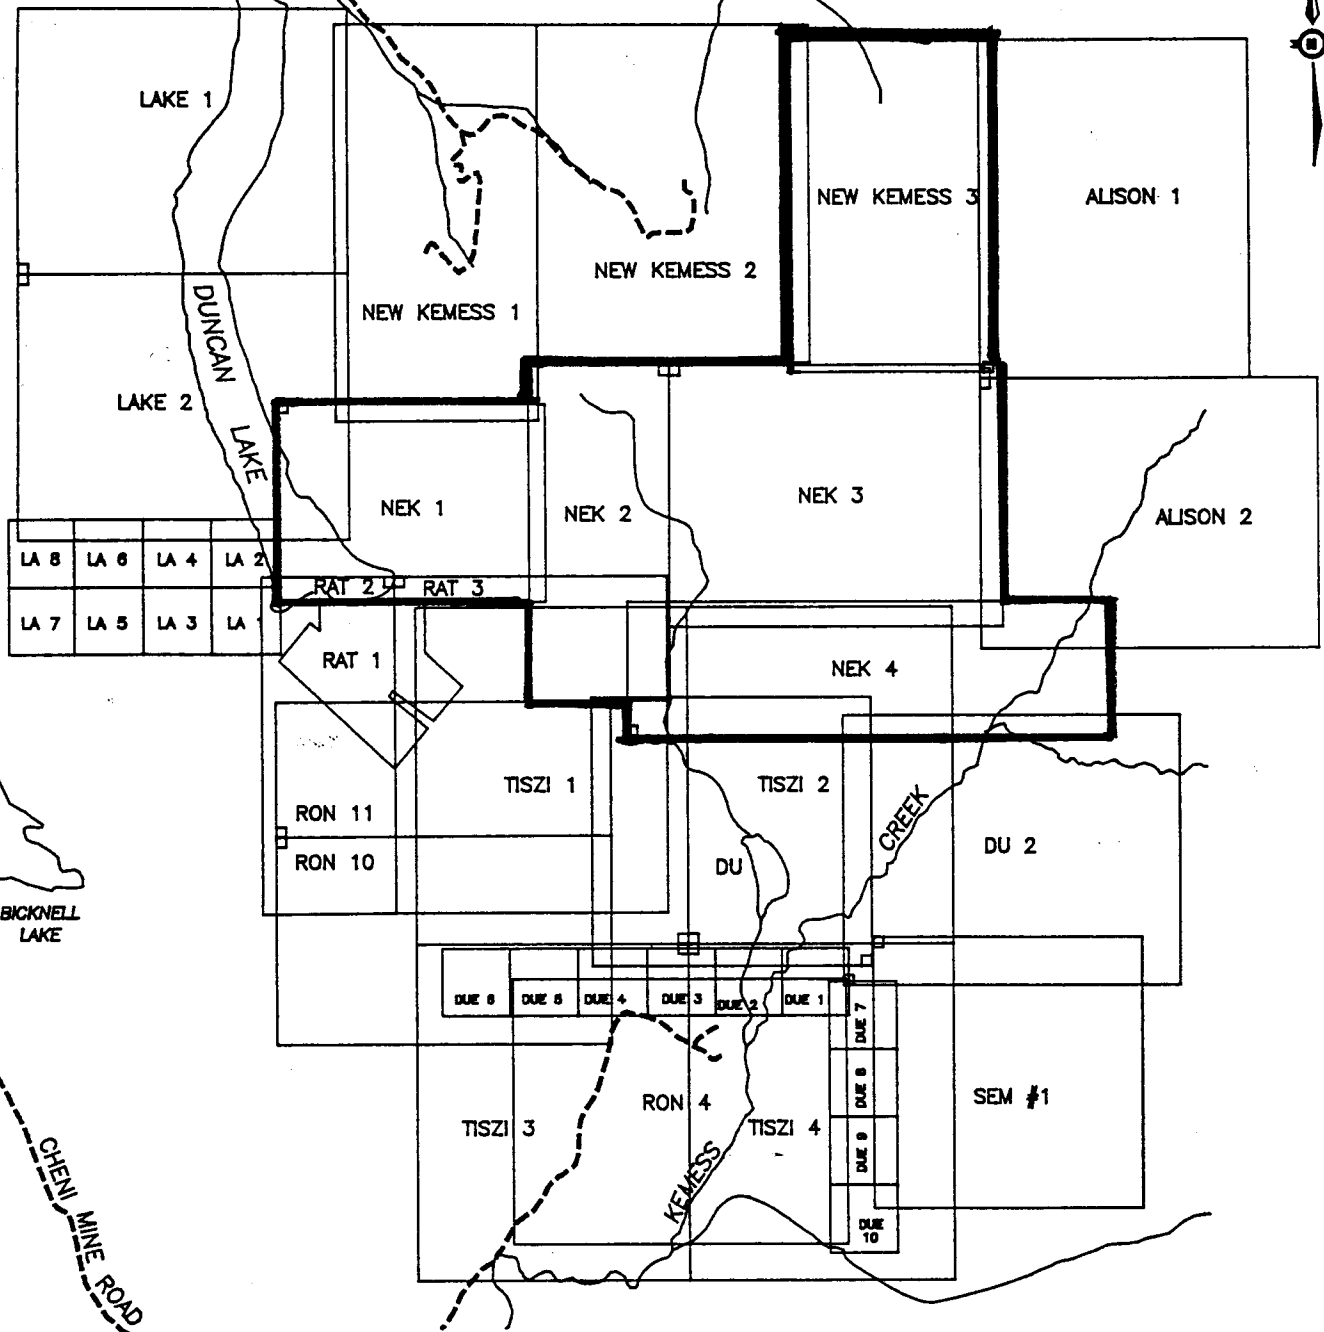 LAKE 1
NEW KEMESS 3
ALISON 1
NEW KEMESS 2
NEW KEMESS 1
DUNCAN LAKE
LAKE 2
NEK 1
NEK 2
NEK 3
ALISON 2
LA 8
LA 6
LA 4
LA 2
RAT 2
RAT 3
LA 7
LA 5
LA 3
LA 1
RAT 1
NEK 4
TISZI 1
TISZI 2
RON 11
RON 10
CREEK
DU 2
DU
BICKNELL
LAKE
DUE 6
DUE 5
DUE 4
DUE 3
DUE 2
DUE 1
DUE 7
DUE 8
DUE 9
DUE
10
RON 4
TISZI 3
TISZI 4
SEM #1
KEMESS
CHENI MINE ROAD